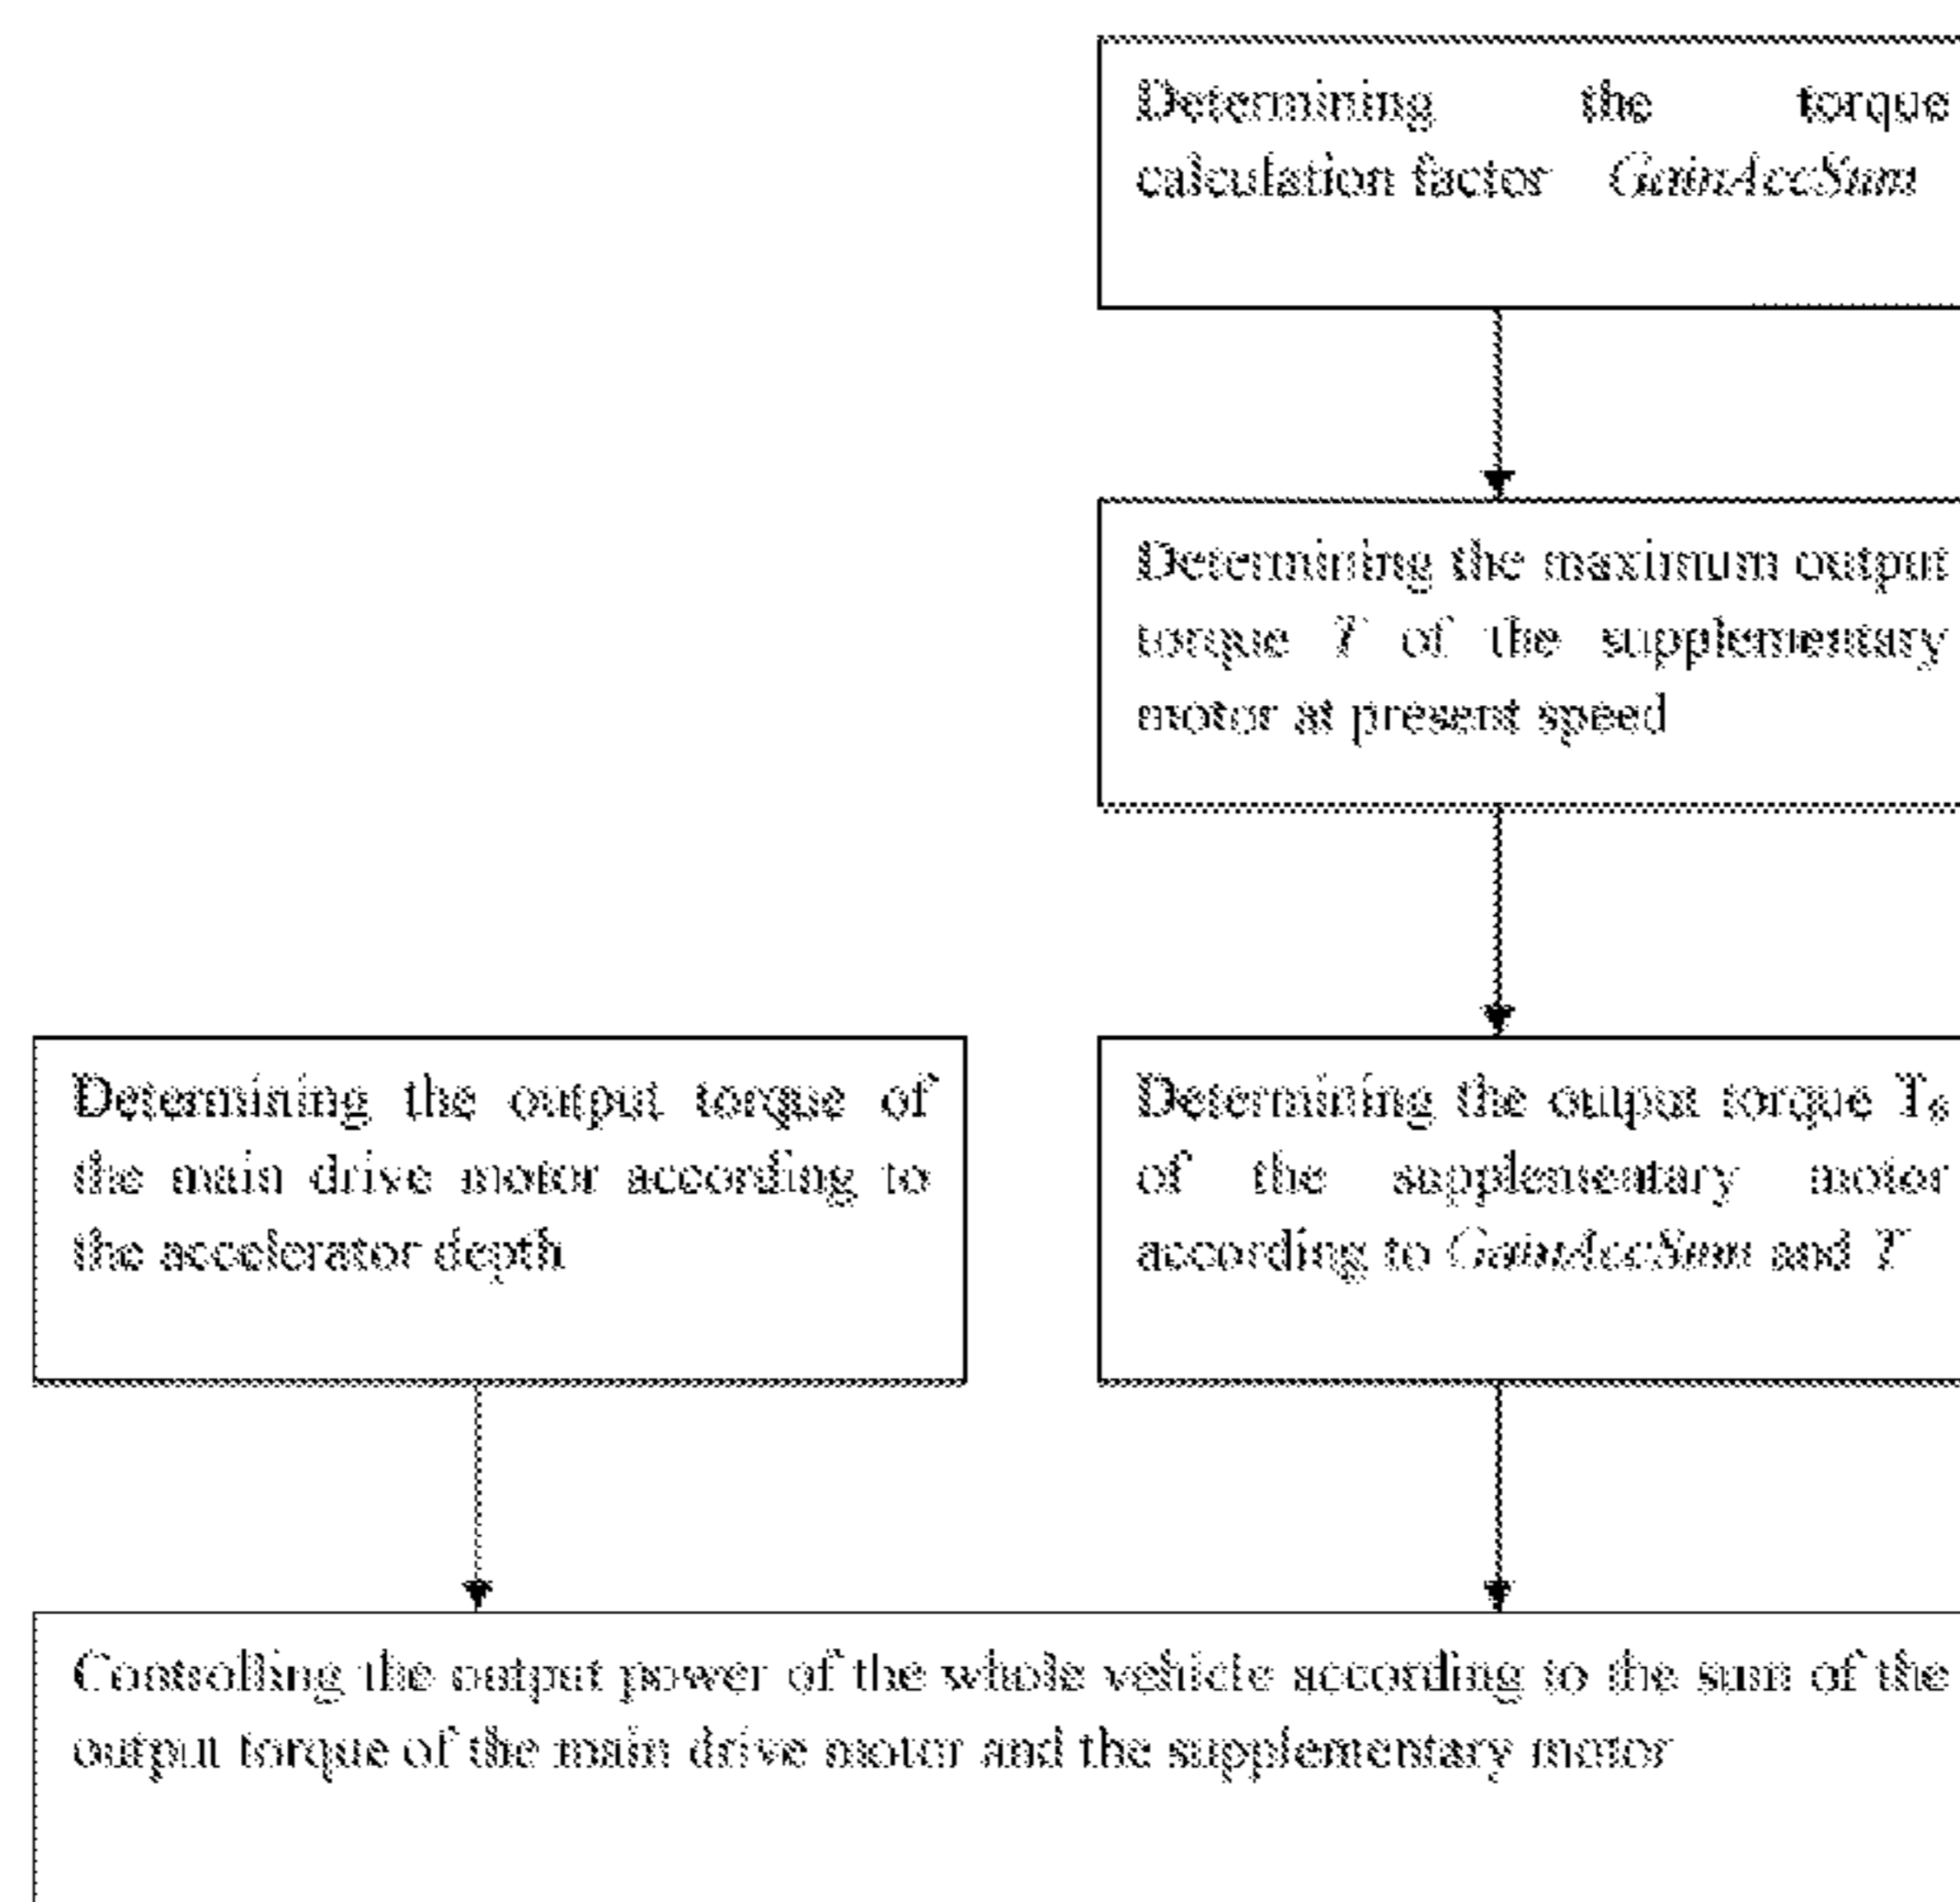 Determining the torque
calculation factor GainAccSum
Determining the maximum output
torque T of the supplementary
motor at present speed
Determining the output torque of
the main drive motor according to
the accelerator depth
Determining the output torque T₀
of the supplementary motor
according to GainAccSum and T
Controlling the output power of the whole vehicle according to the sum of the
output torque of the main drive motor and the supplementary motor